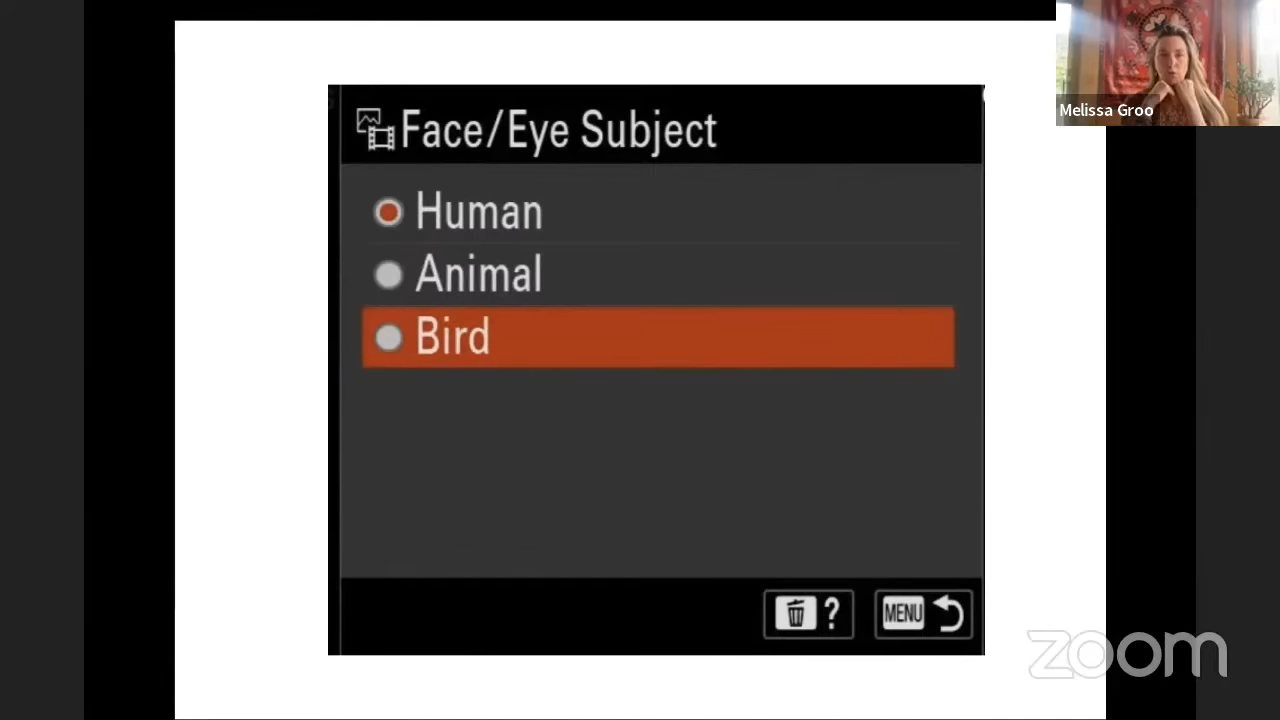 Face/Eye Subject
Human
Animal
Bird
?
MENU
Melissa Groo
zoom